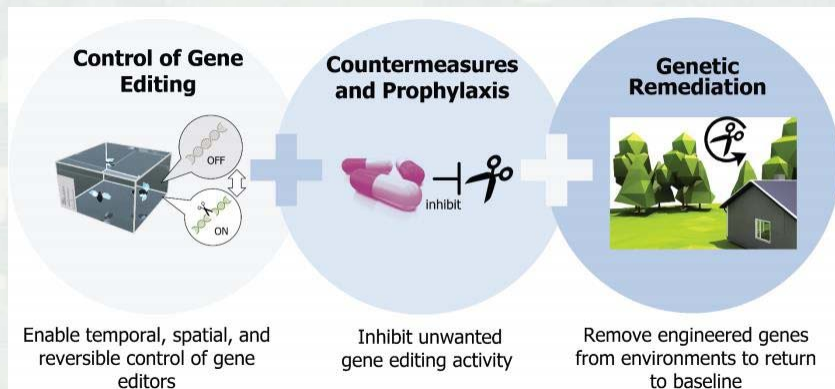 Control of Gene
Editing
OFF
ON
Enable temporal, spatial, and
reversible control of gene
editors
Countermeasures
and Prophylaxis
inhibit
Inhibit unwanted
gene editing activity
Genetic
Remediation
Remove engineered genes
from environments to return
to baseline